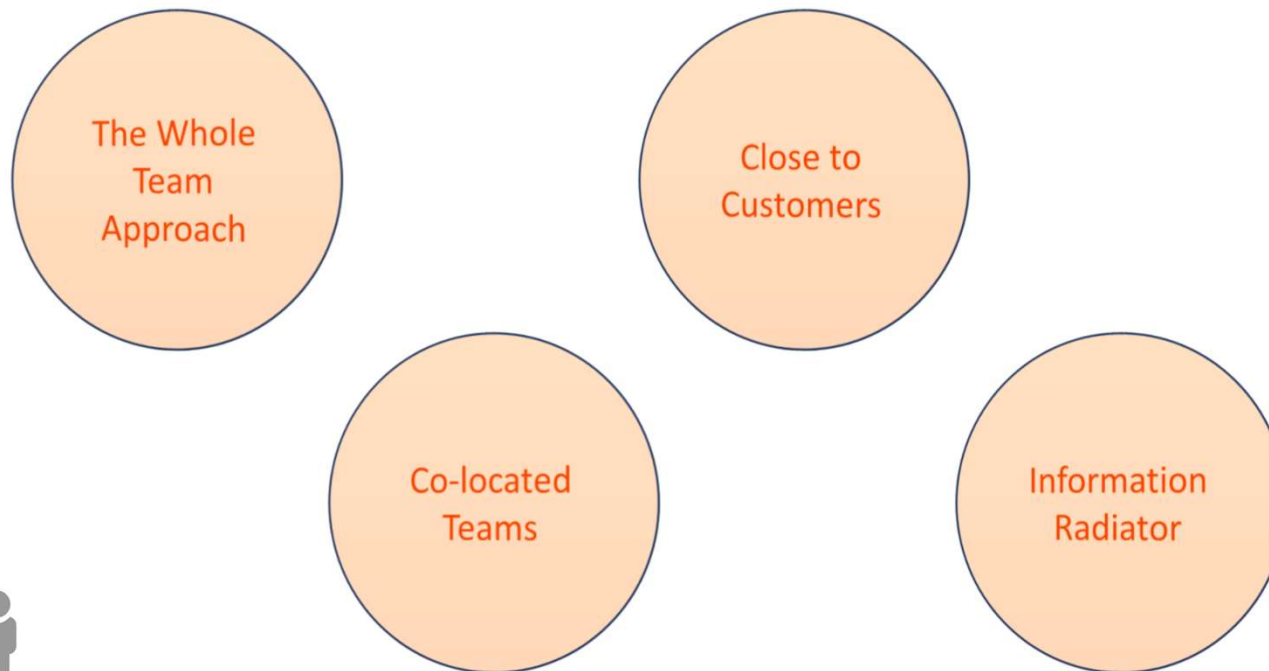 The Whole
Team
Approach
Close to
Customers
Co-located
Teams
Information
Radiator